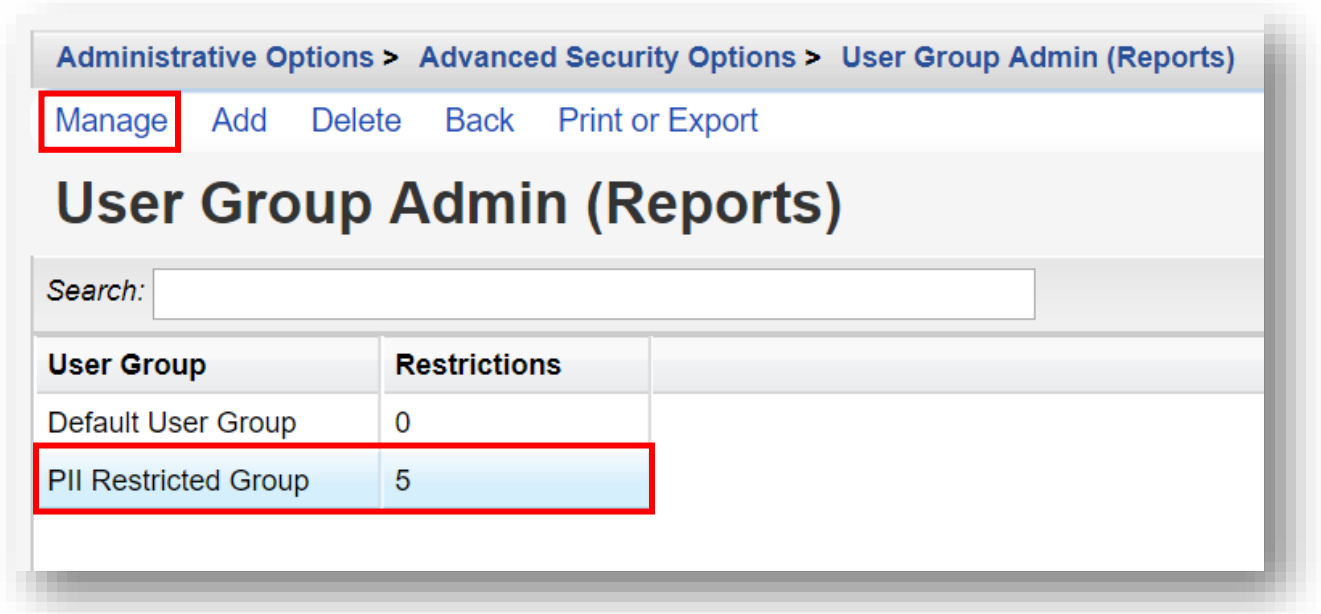 Administrative Options > Advanced Security Options > User Group Admin (Reports)
Manage Add Delete Back Print or Export
User Group Admin (Reports)
Search:
User Group Restrictions
Default User Group 0
PII Restricted Group 5